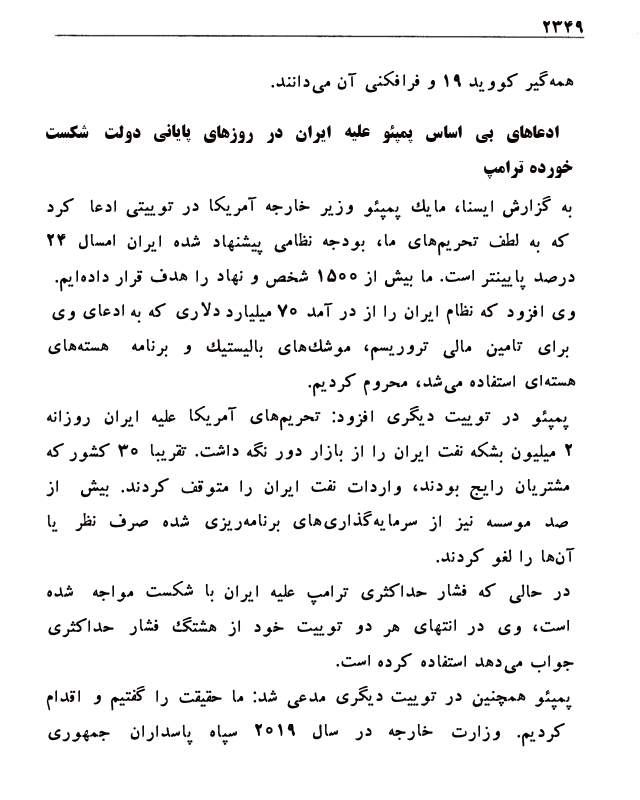 ۲۳۴۹
همه‌گیر کووید ۱۹ و فرافکنی آن می‌دانند.
ادعاهای بی اساس پمپئو علیه ایران در روزهای پایانی دولت شکست
خورده ترامپ
به گزارش ایسنا، مایك پمپئو وزیر خارجه آمریکا در توییتی ادعا کرد
که به لطف تحریم‌های ما، بودجه نظامی پیشنهاد شده ایران امسال ۲۴
درصد پایینتر است. ما بیش از ۱۵۰۰ شخص و نهاد را هدف قرار داده‌ایم.
وی افزود که نظام ایران را از در آمد ۷۰ میلیارد دلاری که به ادعای وی
برای تامین مالی تروریسم، موشك‌های بالیستیك و برنامه هسته‌های
هسته‌ای استفاده می‌شد، محروم کردیم.
پمپئو در توییت دیگری افزود: تحریم‌های آمریکا علیه ایران روزانه
۲ میلیون بشکه نفت ایران را از بازار دور نگه داشت. تقریبا ۳۰ کشور که
مشتریان رایج بودند، واردات نفت ایران را متوقف کردند. بیش از
صد موسسه نیز از سرمایه‌گذاری‌های برنامه‌ریزی شده صرف نظر یا
آن‌ها را لغو کردند.
در حالی که فشار حداکثری ترامپ علیه ایران با شکست مواجه شده
است، وی در انتهای هر دو توییت خود از هشتگ فشار حداکثری
جواب می‌دهد استفاده کرده است.
پمپئو همچنین در توییت دیگری مدعی شد: ما حقیقت را گفتیم و اقدام
کردیم. وزارت خارجه در سال ۲۰۱۹ سپاه پاسداران جمهوری